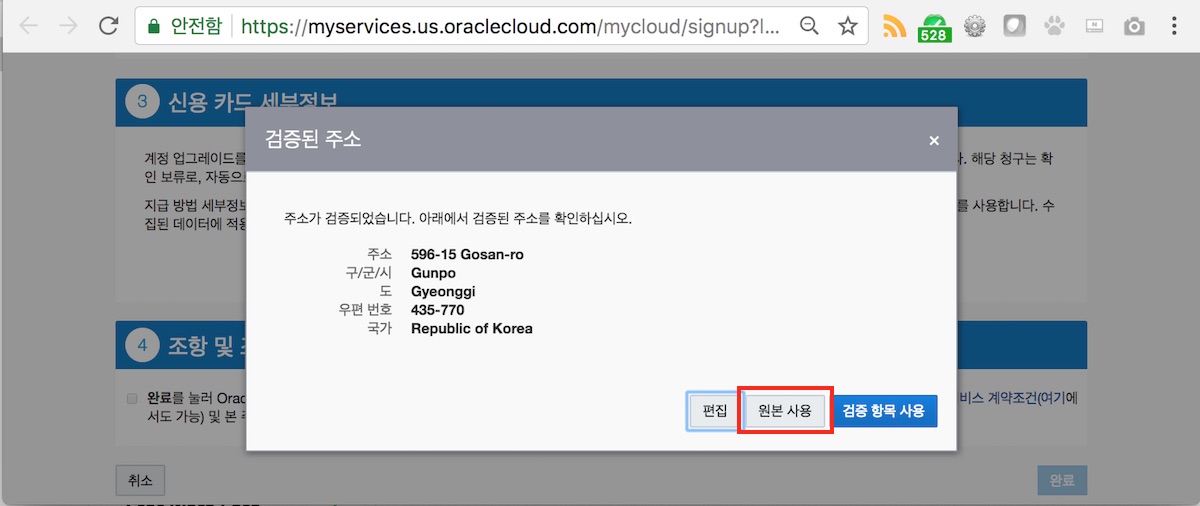 안전함 https://myservices.us.oraclecloud.com/mycloud/signup?l...
528
3 신용 카드 세부정보
검증된 주소 ×
계정 업그레이드를
다. 해당 청구는 확
인 보류로, 자동으로
지급 방법 세부정보
를 사용합니다. 수
집된 데이터에 적용
주소가 검증되었습니다. 아래에서 검증된 주소를 확인하십시오.
주소 596-15 Gosan-ro
구/군/시 Gunpo
도 Gyeonggi
우편 번호 435-770
국가 Republic of Korea
4 조항 및
편집 원본 사용 검증 항목 사용
완료를 눌러 Orac
비스 계약조건(여기에
서도 가능) 및 본
취소 완료